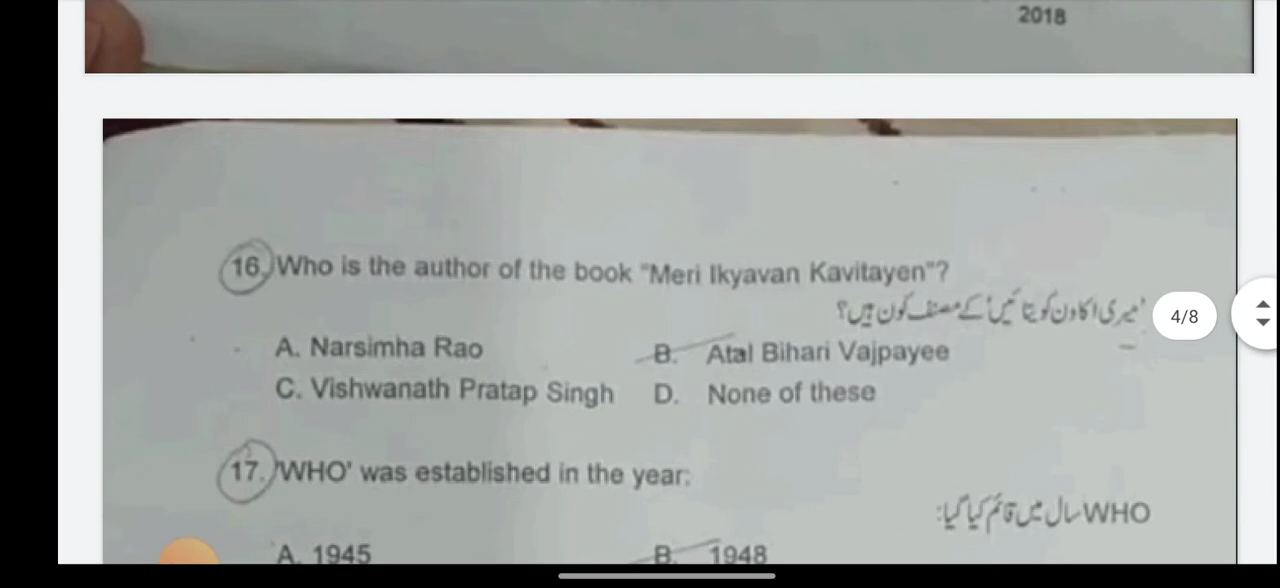 2018
16. Who is the author of the book "Meri Ikyavan Kavitayen"?
'میری اکاون کویتائیں' کے مصنف کون ہیں؟
4/8
A. Narsimha Rao B. Atal Bihari Vajpayee
C. Vishwanath Pratap Singh D. None of these
17. 'WHO' was established in the year:
WHO سال میں قائم کیا گیا:
A. 1945 B. 1948